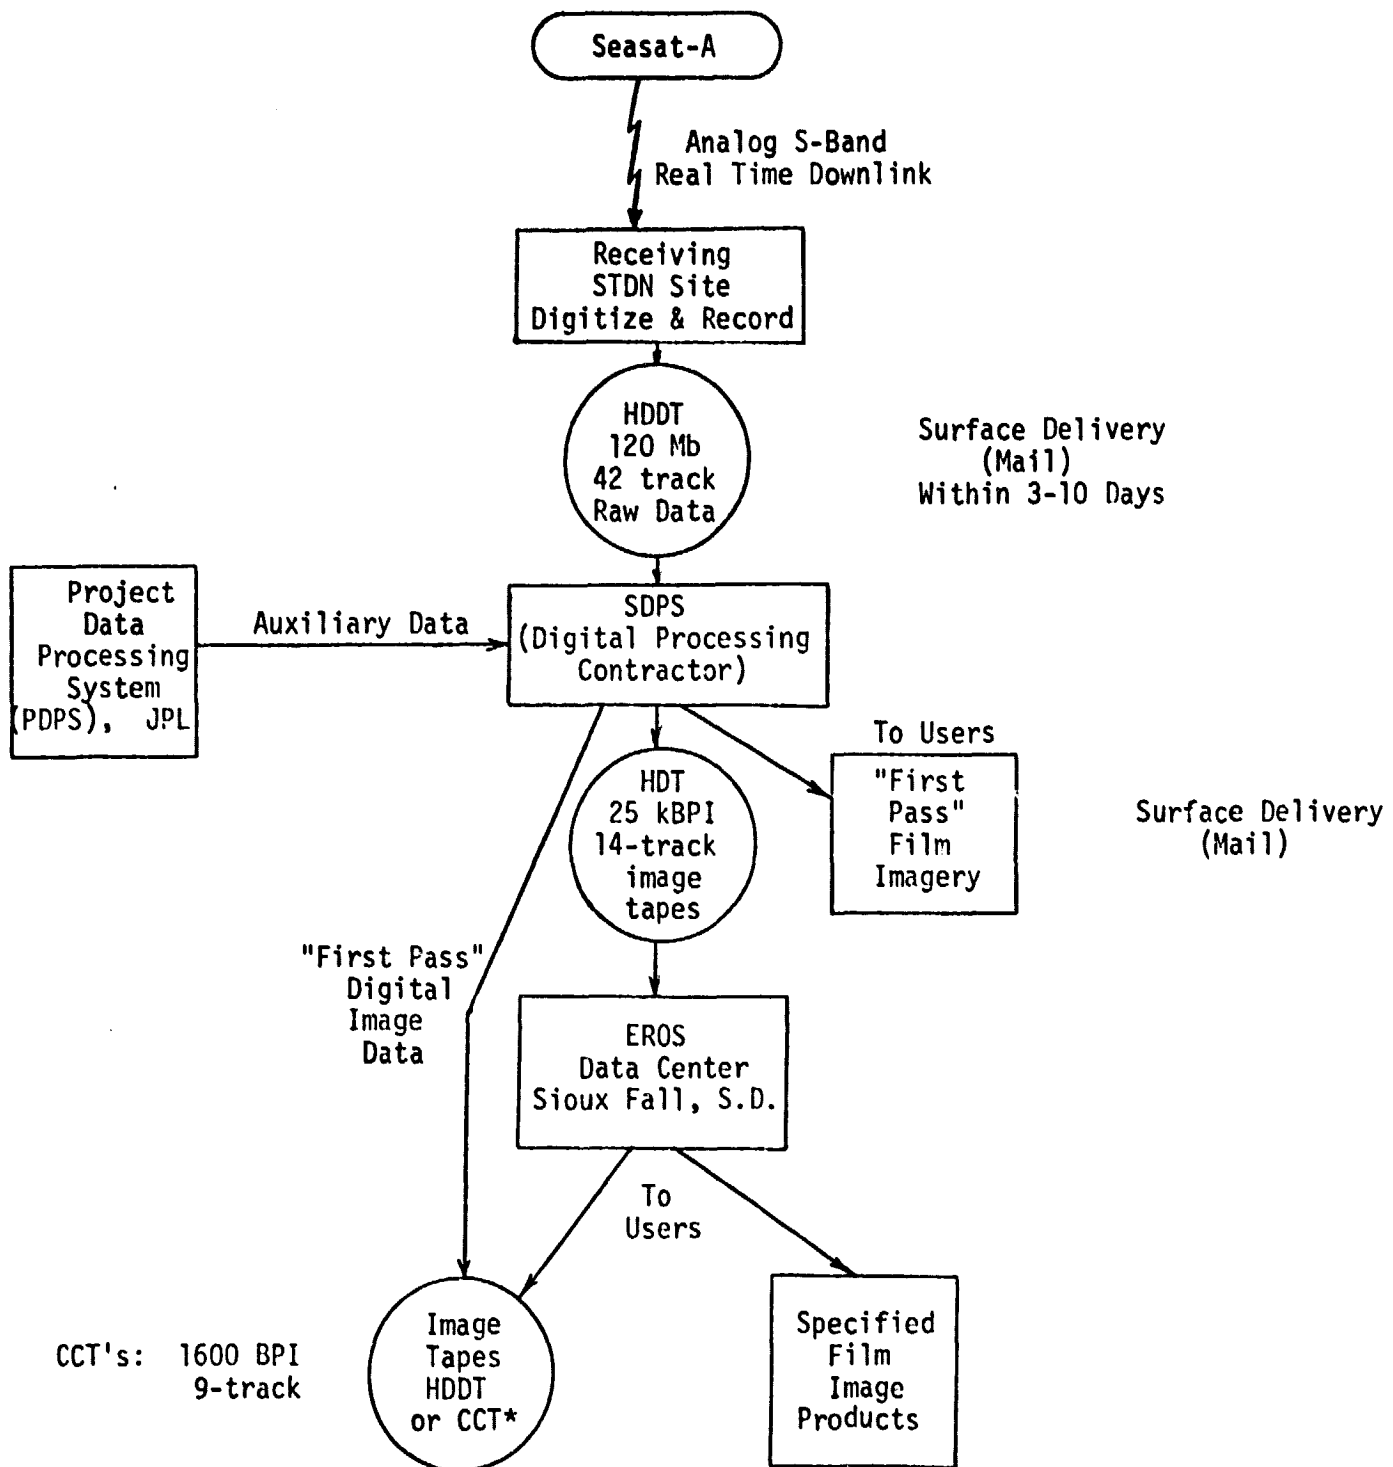 Seasat-A
Analog S-Band
Real Time Downlink
Receiving
STDN Site
Digitize & Record
HDDT
120 Mb
42 track
Raw Data
Surface Delivery
(Mail)
Within 3-10 Days
Project
Data
Processing
System
(PDPS), JPL
Auxiliary Data
SDPS
(Digital Processing
Contractor)
To Users
"First
Pass"
Film
Imagery
Surface Delivery
(Mail)
HDT
25 kBPI
14-track
image
tapes
"First Pass"
Digital
Image
Data
EROS
Data Center
Sioux Fall, S.D.
To
Users
CCT's: 1600 BPI
9-track
Image
Tapes
HDDT
or CCT*
Specified
Film
Image
Products